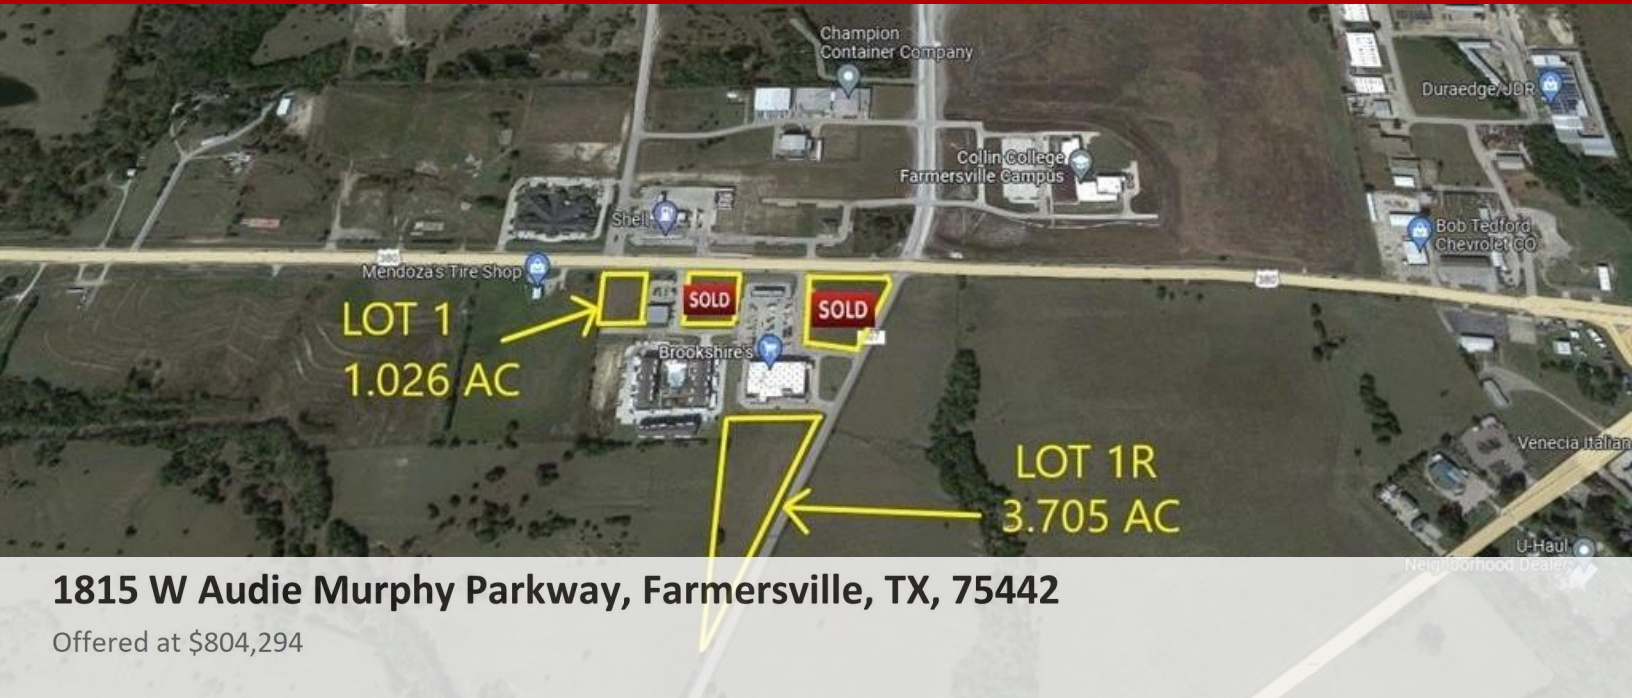 Champion
Container Company
Duraedge/JDR
Collin College
Farmersville Campus
Shell
Bob Tedford
Chevrolet CO
380
Mendoza's Tire Shop
380
LOT 1
1.026 AC
SOLD
SOLD
Brookshire's
Venecia Italian
LOT 1R
3.705 AC
U-Haul
Neighborhood Dealer
1815 W Audie Murphy Parkway, Farmersville, TX, 75442
Offered at $804,294